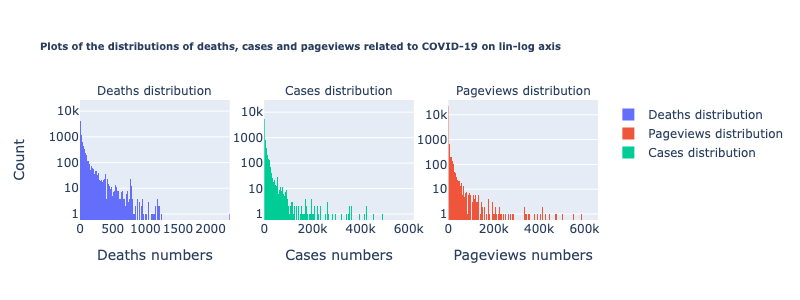 Plots of the distributions of deaths, cases and pageviews related to COVID-19 on lin-log axis
Deaths distribution
Cases distribution
Pageviews distribution
Count
10k
1000
100
10
1
0
500
1000
1500
2000
Deaths numbers
10k
1000
100
10
1
0
200k
400k
600k
Cases numbers
10k
1000
100
10
1
0
200k
400k
600k
Pageviews numbers
Deaths distribution
Pageviews distribution
Cases distribution